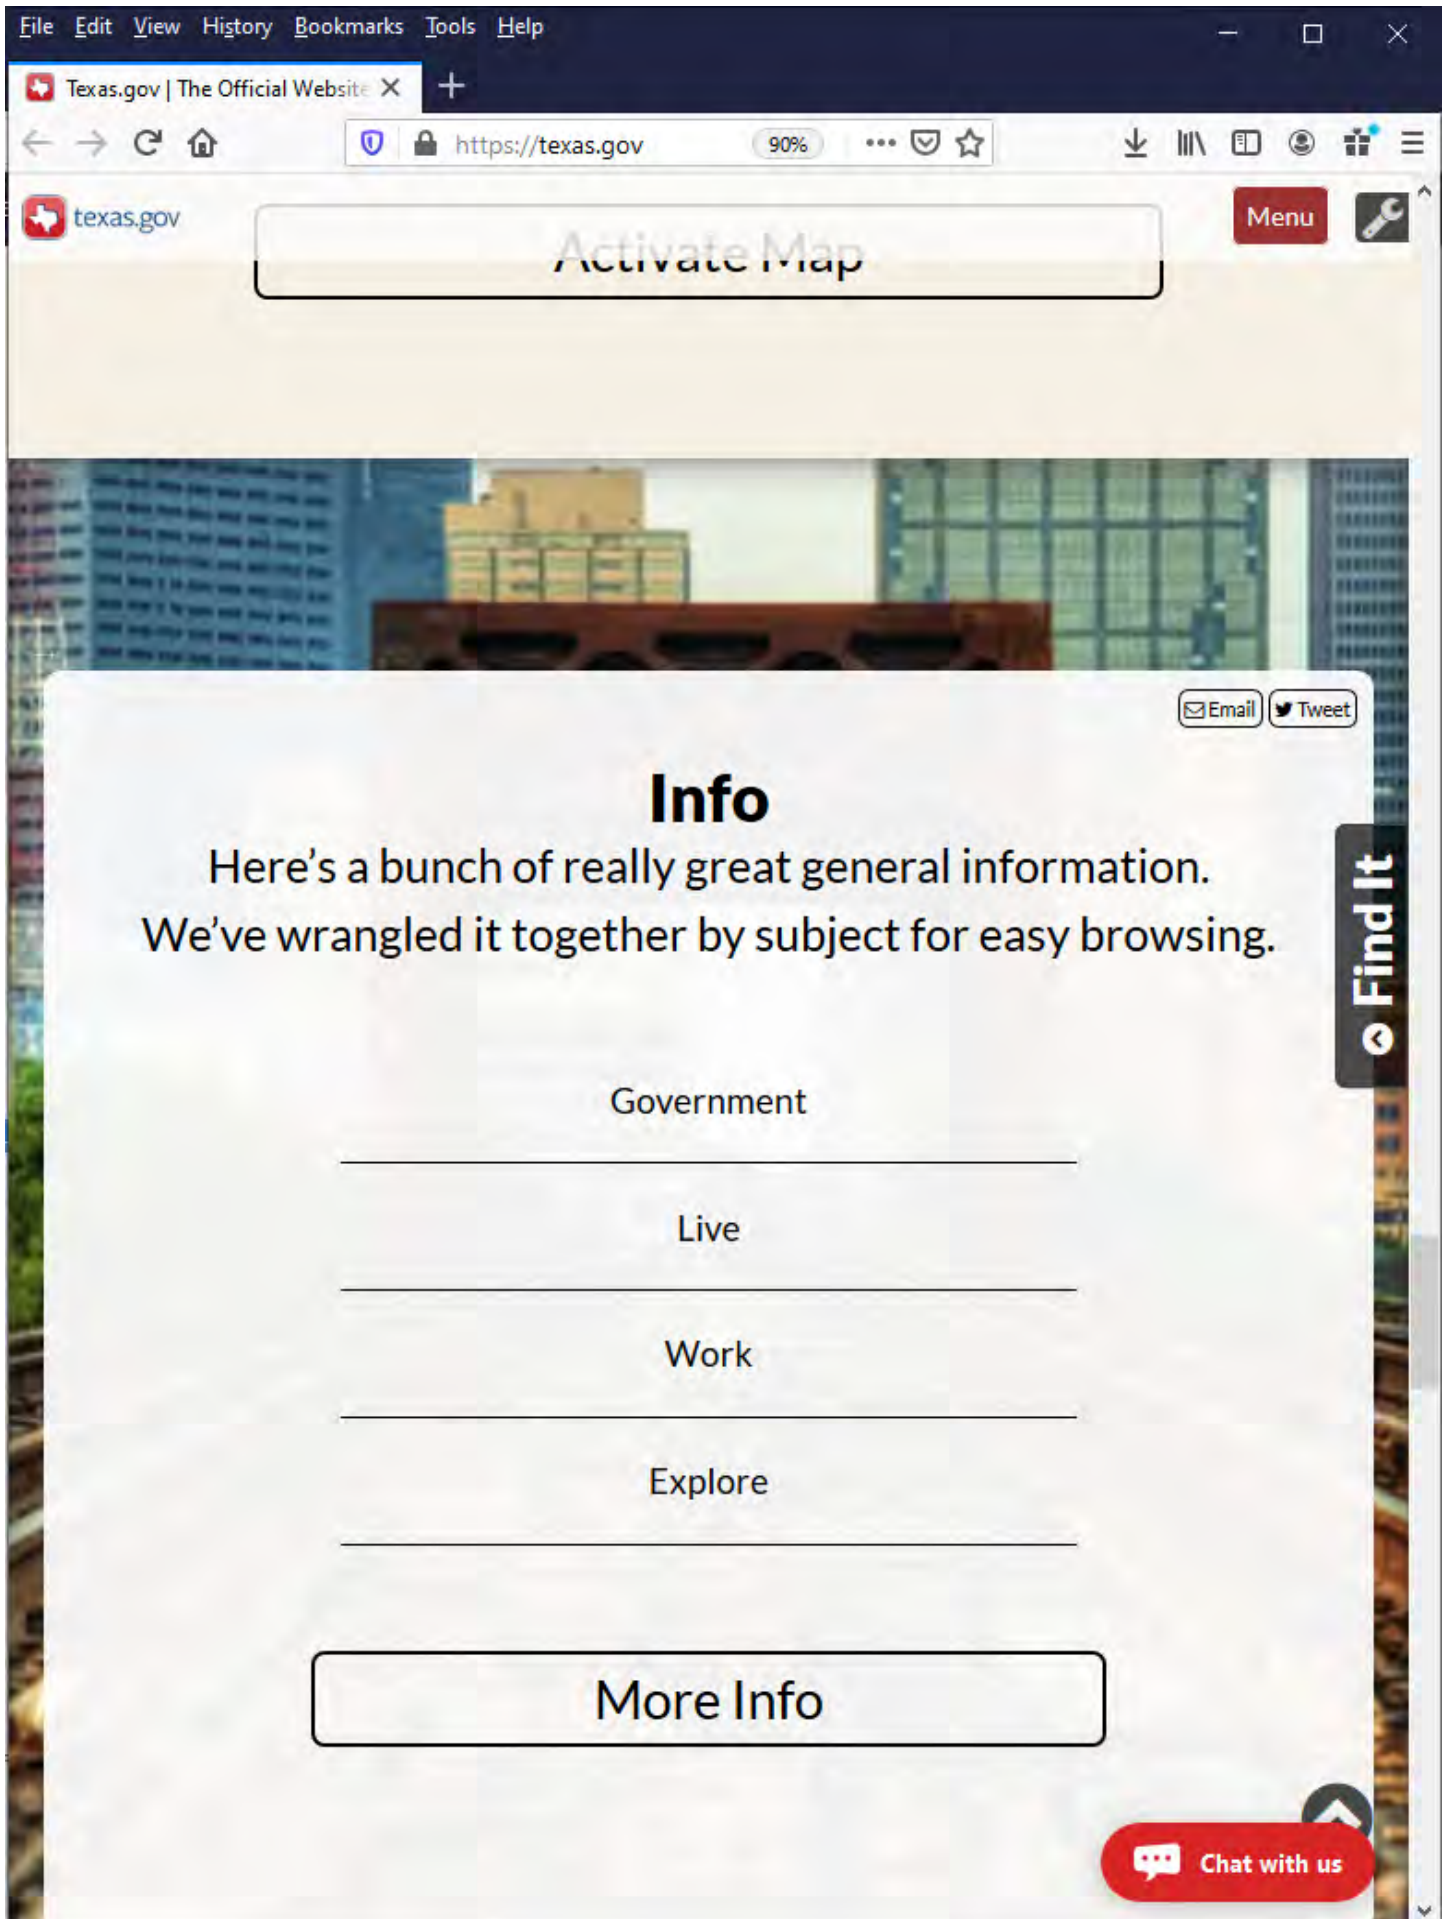 File Edit View History Bookmarks Tools Help
Texas.gov | The Official Website
https://texas.gov 90%
texas.gov
Menu
Activate Map
Email Tweet
Info
Here’s a bunch of really great general information.
We’ve wrangled it together by subject for easy browsing.
Find It
Government
Live
Work
Explore
More Info
Chat with us